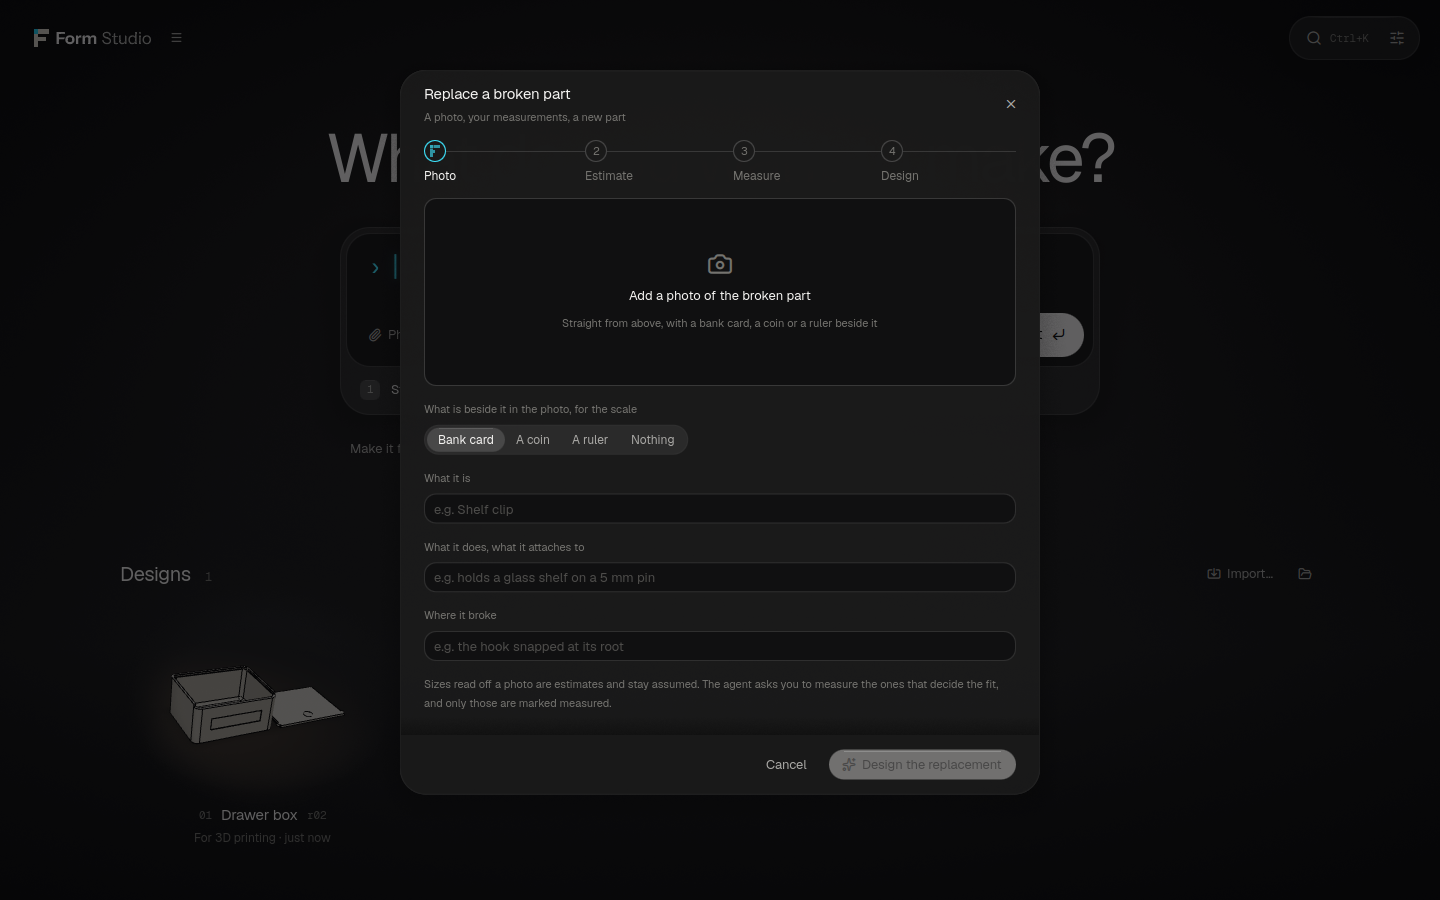 Form Studio
Ctrl+K
Replace a broken part
A photo, your measurements, a new part
2
3
4
Photo
Estimate
Measure
Design
Add a photo of the broken part
Straight from above, with a bank card, a coin or a ruler beside it
1
What is beside it in the photo, for the scale
Bank card
A coin
A ruler
Nothing
Make it
What it is
e.g. Shelf clip
What it does, what it attaches to
e.g. holds a glass shelf on a 5 mm pin
Designs 1
Import...
Where it broke
e.g. the hook snapped at its root
Sizes read off a photo are estimates and stay assumed. The agent asks you to measure the ones that decide the fit,
and only those are marked measured.
Cancel
Design the replacement
01 Drawer box r02
For 3D printing · just now